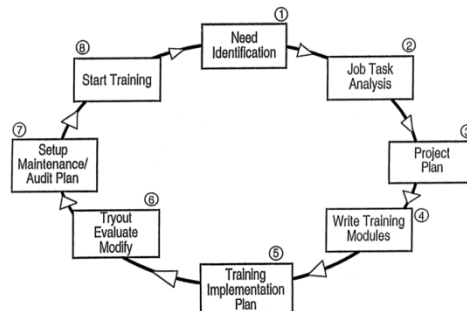 ①
Need
Identification
②
Job Task
Analysis
③
Project
Plan
④
Write Training
Modules
⑤
Training
Implementation
Plan
⑥
Tryout
Evaluate
Modify
⑦
Setup
Maintenance/
Audit Plan
⑧
Start Training